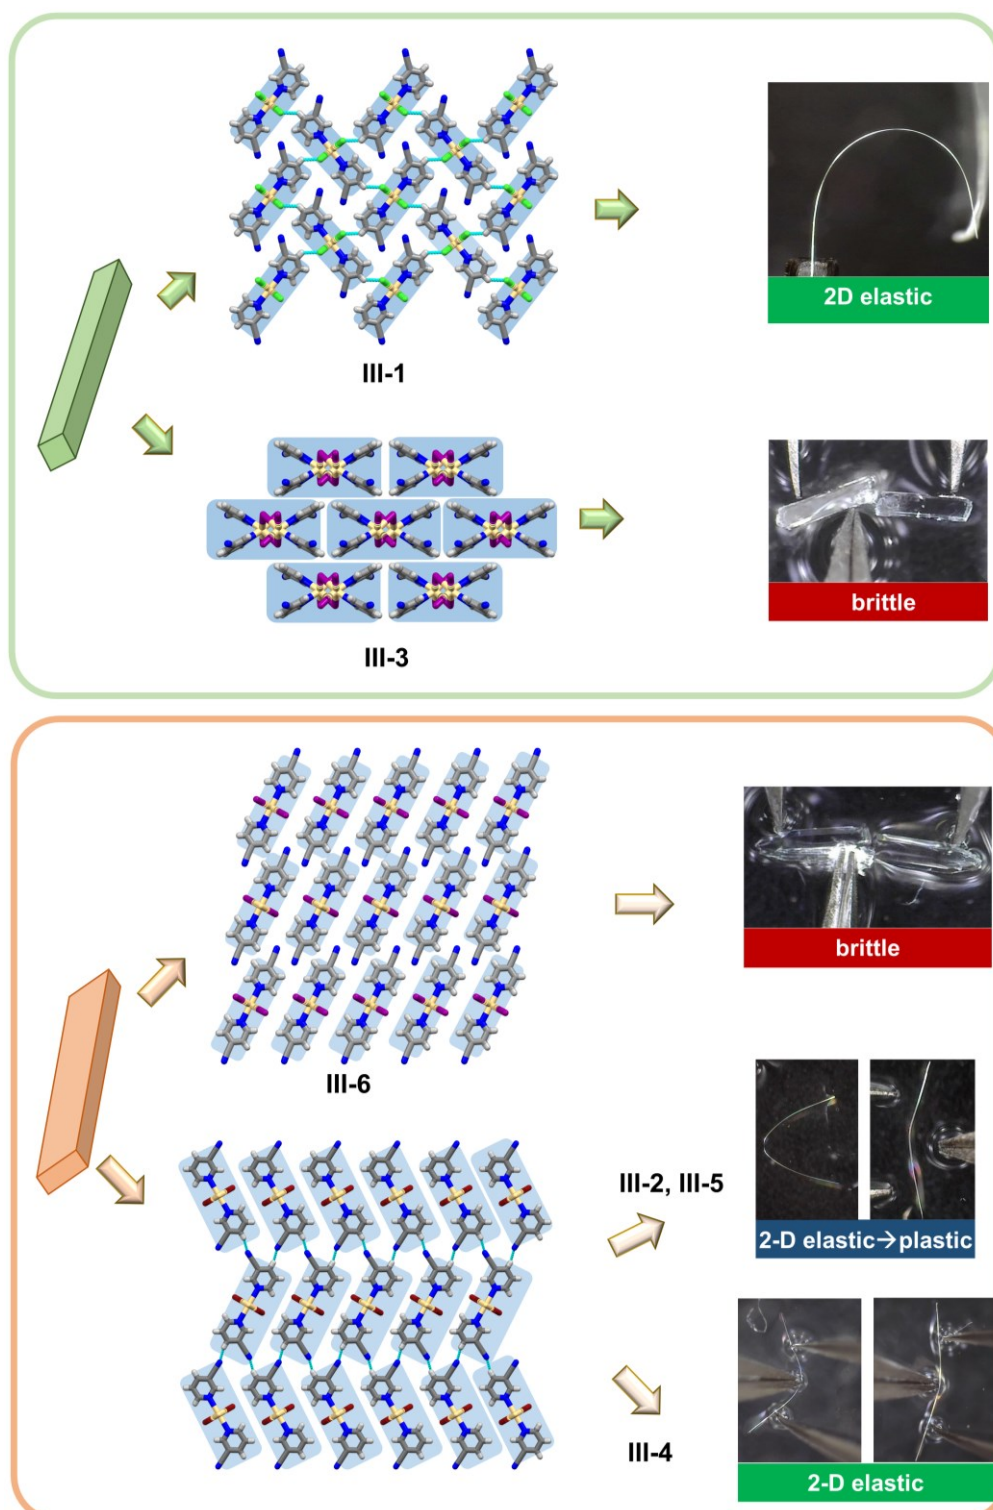 2D elastic
III-1
brittle
III-3
brittle
III-6
III-2, III-5
2-D elastic→plastic
III-4
2-D elastic